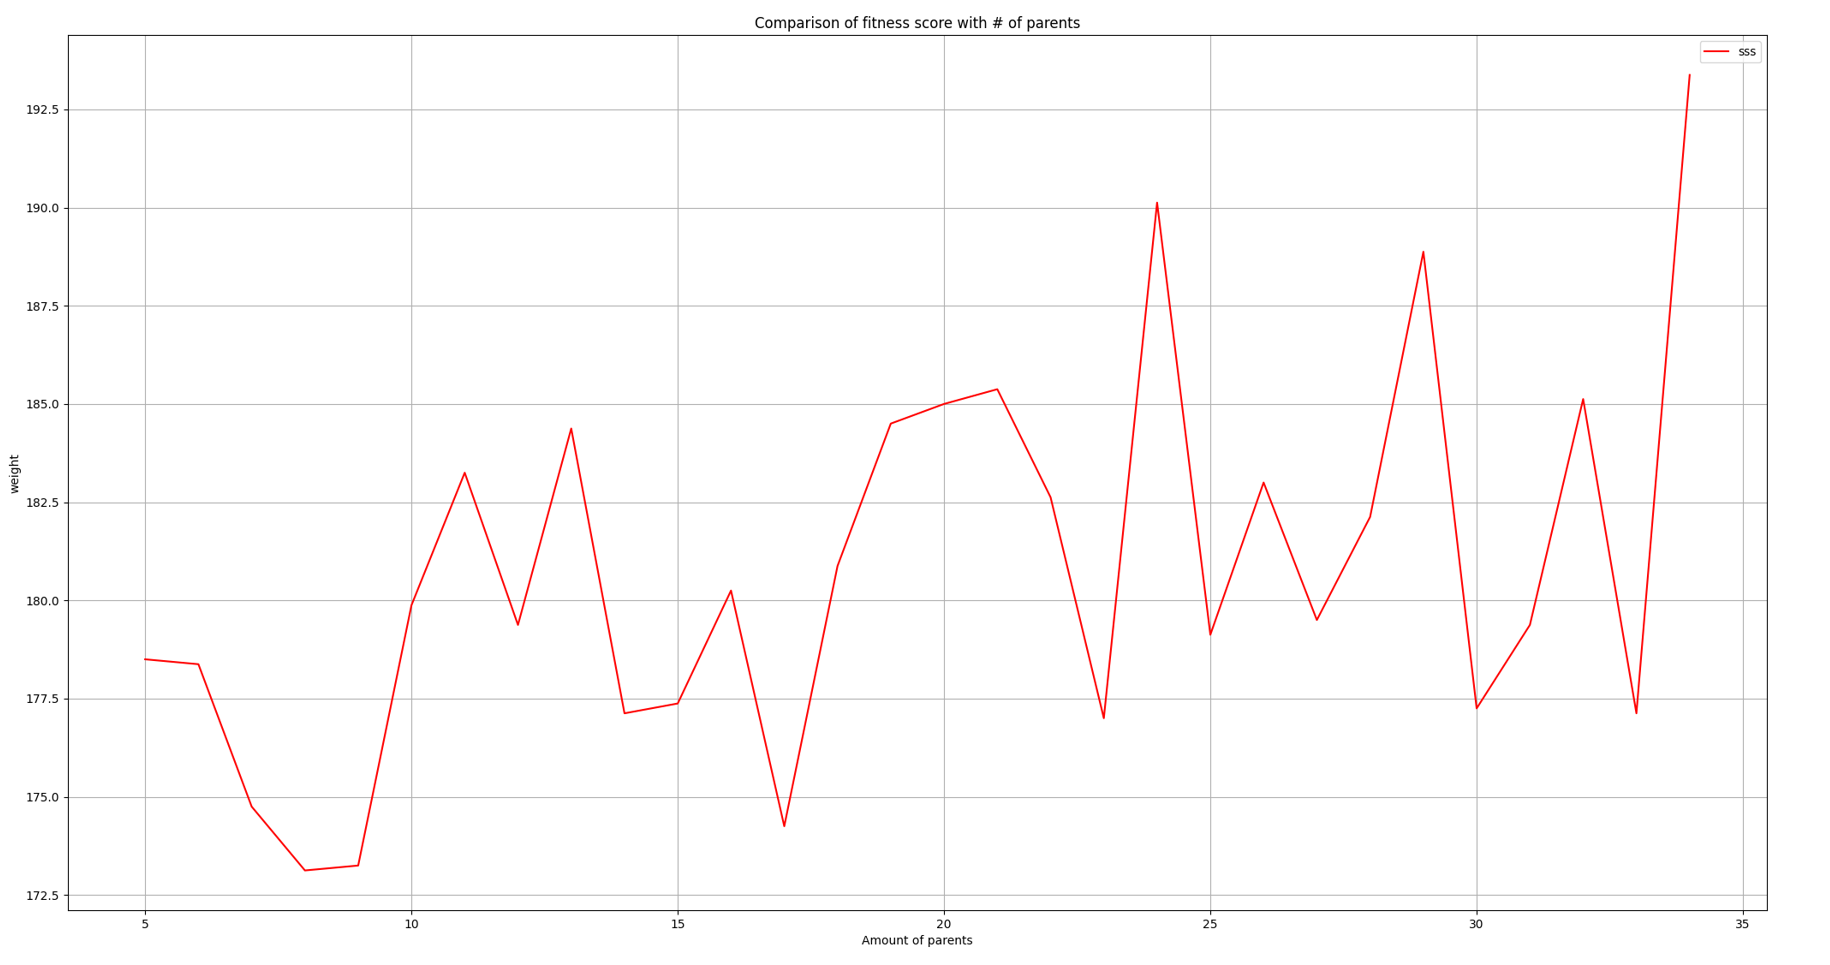 Comparison of fitness score with # of parents
sss
192.5
190.0
187.5
185.0
182.5
180.0
177.5
175.0
172.5
weight
5 10 15 20 25 30 35
Amount of parents